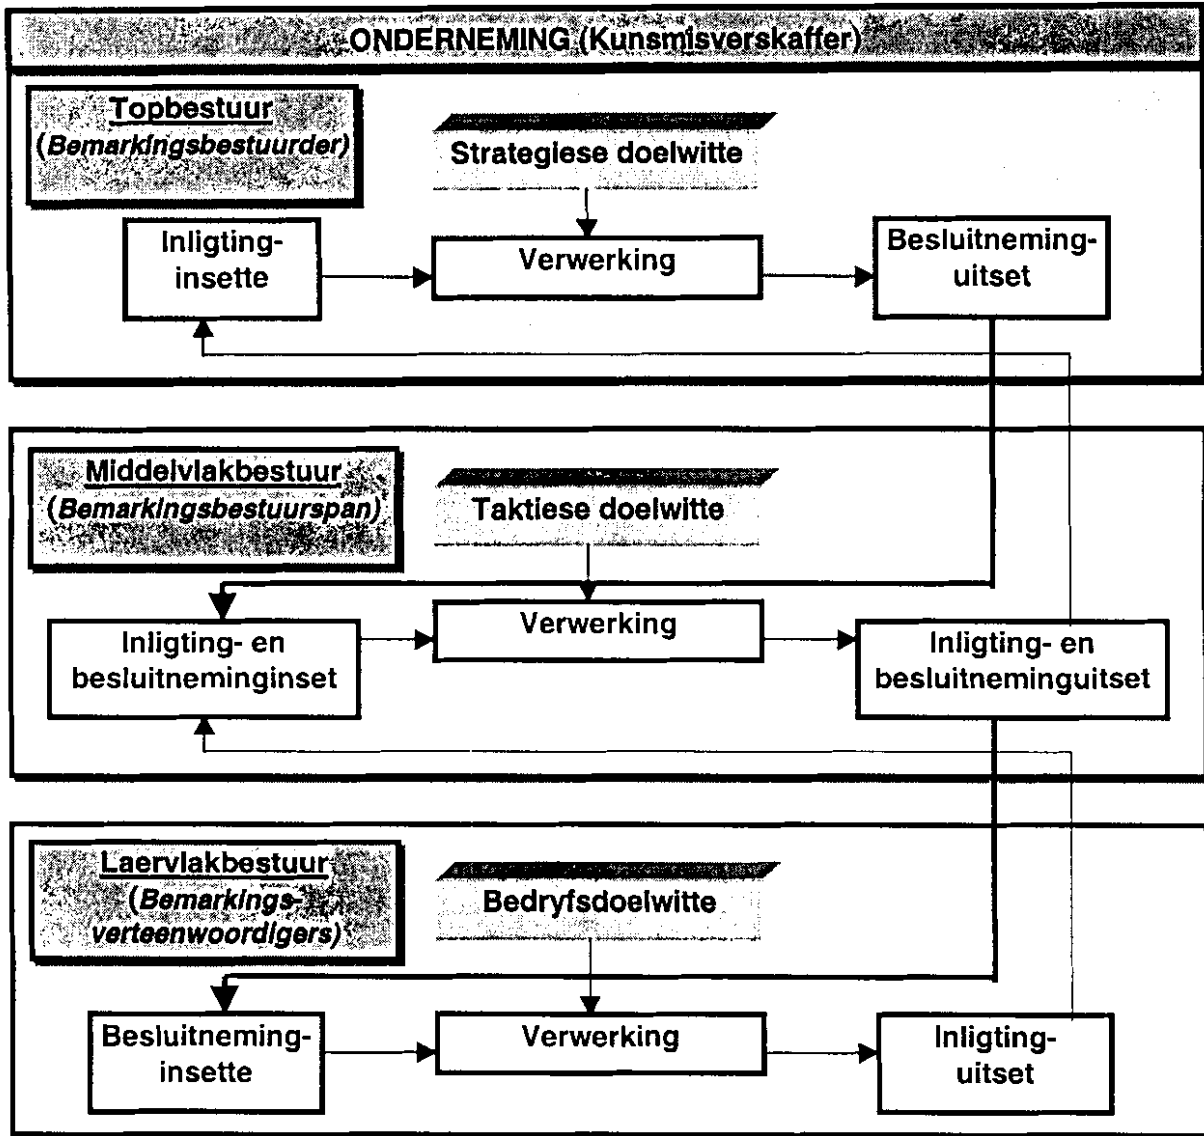 ONDERNEMING (Kunsmisverskaffer)
Topbestuur
(Bemarkingsbestuurder)
Strategiese doelwitte
Inligting-
insette
Verwerking
Besluitneming-
uitset
Middelvlakbestuur
(Bemarkingsbestuurspan)
Taktiese doelwitte
Inligting- en
besluitneminginset
Verwerking
Inligting- en
besluitneminguitset
Laervlakbestuur
(Bemarkings-
verteenwoordigers)
Bedryfsdoelwitte
Besluitneming-
insette
Verwerking
Inligting-
uitset